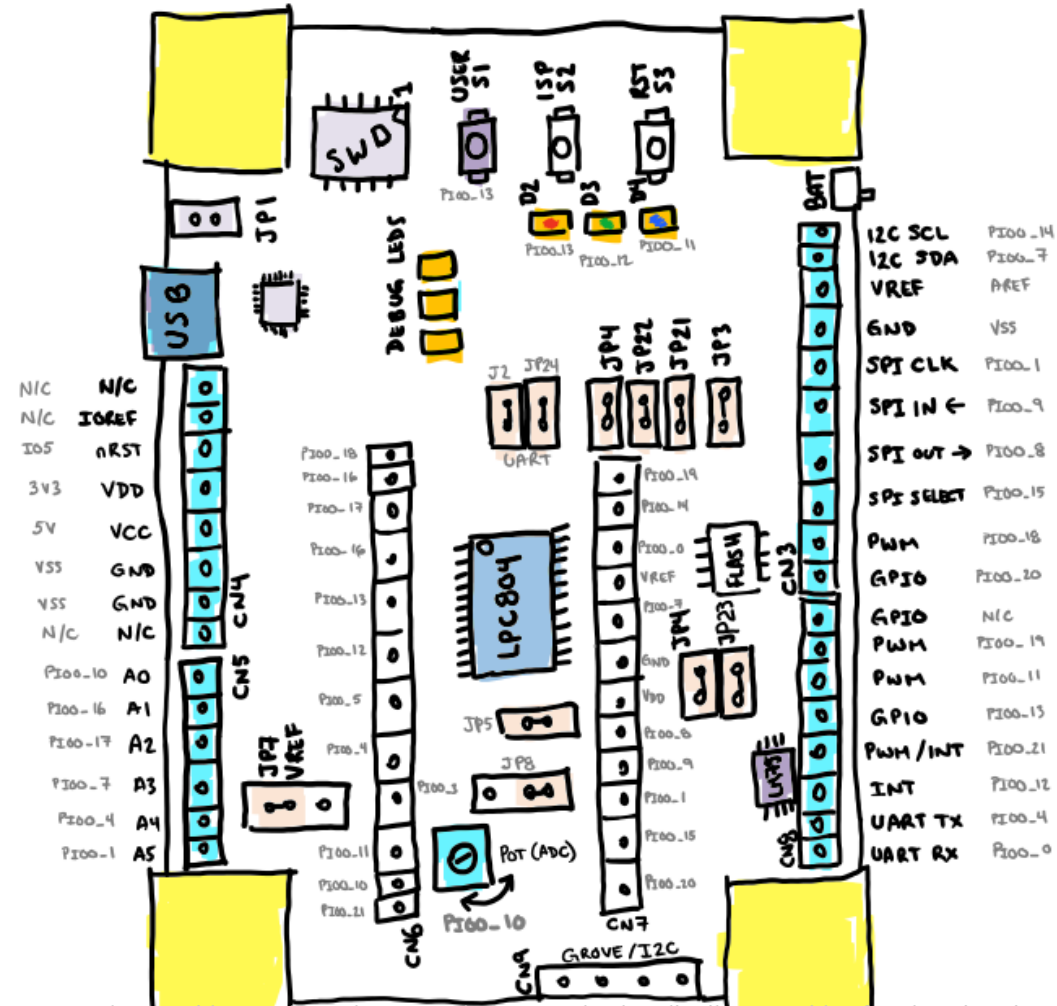 USER S1
ISP S2
RST S3
1
SWD
PIO0_13
D2
D3
D4
PIO0_13
PIO0_12
PIO0_11
BAT
JP1
USB
DEBUG LEDS
I2C SCL PIO0_14
I2C SDA PIO0_7
VREF AREF
GND VSS
SPI CLK PIO0_1
SPI IN ← PIO0_9
SPI OUT → PIO0_8
SPI SELECT PIO0_15
PWM PIO0_18
GPIO PIO0_20
CN3
GPIO N/C
PWM PIO0_19
PWM PIO0_11
GPIO PIO0_13
PWM/INT PIO0_21
INT PIO0_12
UART TX PIO0_4
UART RX PIO0_0
CN8
N/C N/C
N/C IOREF
IO5 nRST
3V3 VDD
5V VCC
VSS GND
VSS GND
N/C N/C
CN4
CN5
PIO0_10 A0
PIO0_16 A1
PIO0_17 A2
PIO0_7 A3
PIO0_4 A4
PIO0_1 A5
J2
JP24
UART
JP4
JP22
JP21
JP3
PIO0_18
PIO0_16
PIO0_17
PIO0_16
PIO0_13
PIO0_12
PIO0_5
PIO0_4
PIO0_3
PIO0_11
PIO0_10
PIO0_21
CN6
LPC804
PIO0_19
PIO0_14
PIO0_0
VREF
PIO0_7
GND
VDD
PIO0_8
PIO0_9
PIO0_1
PIO0_15
PIO0_20
CN7
FLASH
JP4
JP23
JP5
JP8
JP7 VREF
POT (ADC)
PIO0_10
GROVE/I2C
CN9